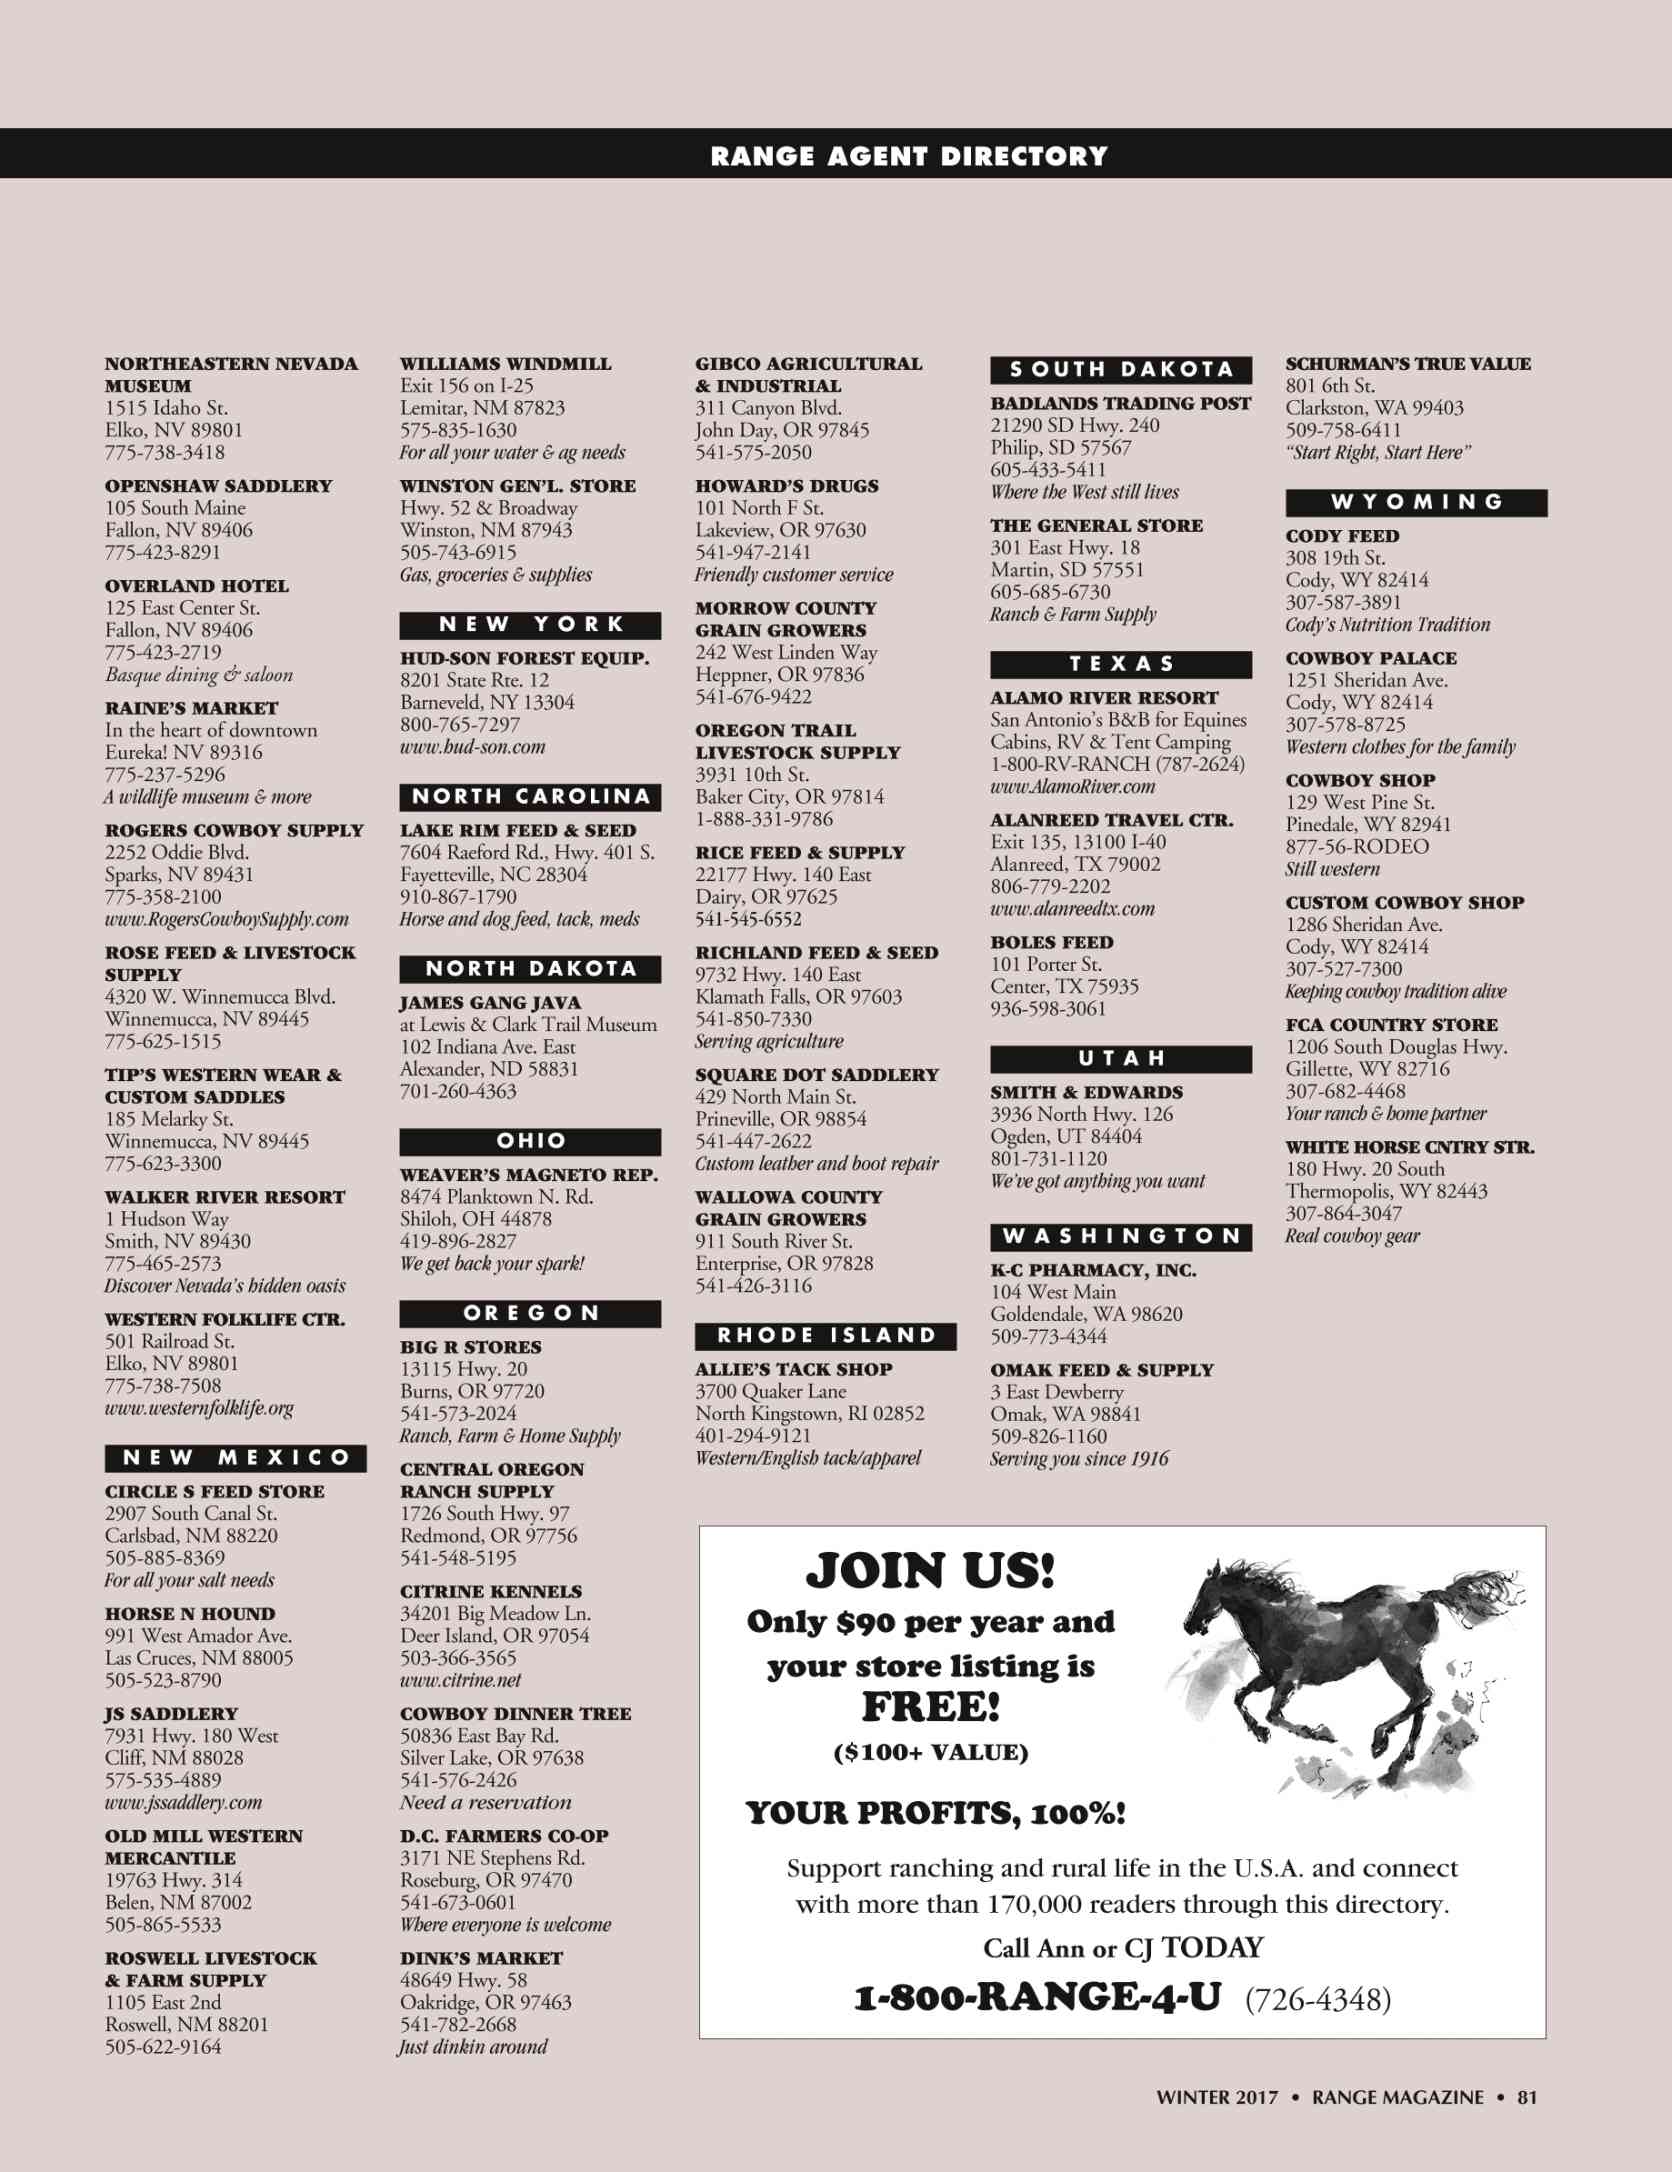 RANGE AGENT DIRECTORY
NORTHEASTERN NEVADA
MUSEUM
1515 Idaho St.
Elko, NV 89801
775-738-3418
OPENSHAW SADDLERY
105 South Maine
Fallon, NV 89406
775-423-8291
OVERLAND HOTEL
125 East Center St.
Fallon, NV 89406
775-423-2719
Basque dining & saloon
RAINE'S MARKET
In the heart of downtown
Eureka! NV 89316
775-237-5296
A wildlife museum & more
ROGERS COWBOY SUPPLY
2252 Oddie Blvd.
Sparks, NV 89431
775-358-2100
www.RogersCowboySupply.com
ROSE FEED & LIVESTOCK
SUPPLY
4320 W. Winnemucca Blvd.
Winnemucca, NV 89445
775-625-1515
TIP'S WESTERN WEAR &
CUSTOM SADDLES
185 Melarky St.
Winnemucca, NV 89445
775-623-3300
WALKER RIVER RESORT
1 Hudson Way
Smith, NV 89430
775-465-2573
Discover Nevada's hidden oasis
WESTERN FOLKLIFE CTR.
501 Railroad St.
Elko, NV 89801
775-738-7508
www.westernfolklife.org
NEW MEXICO
CIRCLE S FEED STORE
2907 South Canal St.
Carlsbad, NM 88220
505-885-8369
For all your salt needs
HORSE N HOUND
991 West Amador Ave.
Las Cruces, NM 88005
505-523-8790
JS SADDLERY
7931 Hwy. 180 West
Cliff, NM 88028
575-535-4889
www.jssaddlery.com
OLD MILL WESTERN
MERCANTILE
19763 Hwy. 314
Belen, NM 87002
505-865-5533
ROSWELL LIVESTOCK
& FARM SUPPLY
1105 East 2nd
Roswell, NM 88201
505-622-9164
WILLIAMS WINDMILL
Exit 156 on I-25
Lemitar, NM 87823
575-835-1630
For all your water & ag needs
WINSTON GEN'L. STORE
Hwy. 52 & Broadway
Winston, NM 87943
505-743-6915
Gas, groceries & supplies
NEW YORK
HUD-SON FOREST EQUIP.
8201 State Rte. 12
Barneveld, NY 13304
800-765-7297
www.hud-son.com
NORTH CAROLINA
LAKE RIM FEED & SEED
7604 Raeford Rd., Hwy. 401 S.
Fayetteville, NC 28304
910-867-1790
Horse and dog feed, tack, meds
NORTH DAKOTA
JAMES GANG JAVA
at Lewis & Clark Trail Museum
102 Indiana Ave. East
Alexander, ND 58831
701-260-4363
OHIO
WEAVER'S MAGNETO REP.
8474 Planktown N. Rd.
Shiloh, OH 44878
419-896-2827
We get back your spark!
OREGON
BIG R STORES
13115 Hwy. 20
Burns, OR 97720
541-573-2024
Ranch, Farm & Home Supply
CENTRAL OREGON
RANCH SUPPLY
1726 South Hwy. 97
Redmond, OR 97756
541-548-5195
CITRINE KENNELS
34201 Big Meadow Ln.
Deer Island, OR 97054
503-366-3565
www.citrine.net
COWBOY DINNER TREE
50836 East Bay Rd.
Silver Lake, OR 97638
541-576-2426
Need a reservation
D.C. FARMERS CO-OP
3171 NE Stephens Rd.
Roseburg, OR 97470
541-673-0601
Where everyone is welcome
DINK'S MARKET
48649 Hwy. 58
Oakridge, OR 97463
541-782-2668
Just dinkin around
GIBCO AGRICULTURAL
& INDUSTRIAL
311 Canyon Blvd.
John Day, OR 97845
541-575-2050
HOWARD'S DRUGS
101 North F St.
Lakeview, OR 97630
541-947-2141
Friendly customer service
MORROW COUNTY
GRAIN GROWERS
242 West Linden Way
Heppner, OR 97836
541-676-9422
OREGON TRAIL
LIVESTOCK SUPPLY
3931 10th St.
Baker City, OR 97814
1-888-331-9786
RICE FEED & SUPPLY
22177 Hwy. 140 East
Dairy, OR 97625
541-545-6552
RICHLAND FEED & SEED
9732 Hwy. 140 East
Klamath Falls, OR 97603
541-850-7330
Serving agriculture
SQUARE DOT SADDLERY
429 North Main St.
Prineville, OR 98854
541-447-2622
Custom leather and boot repair
WALLOWA COUNTY
GRAIN GROWERS
911 South River St.
Enterprise, OR 97828
541-426-3116
RHODE ISLAND
ALLIE'S TACK SHOP
3700 Quaker Lane
North Kingstown, RI 02852
401-294-9121
Western/English tack/apparel
SOUTH DAKOTA
BADLANDS TRADING POST
21290 SD Hwy. 240
Philip, SD 57567
605-433-5411
Where the West still lives
THE GENERAL STORE
301 East Hwy. 18
Martin, SD 57551
605-685-6730
Ranch & Farm Supply
TEXAS
ALAMO RIVER RESORT
San Antonio's B&B for Equines
Cabins, RV & Tent Camping
1-800-RV-RANCH (787-2624)
www.AlamoRiver.com
ALANREED TRAVEL CTR.
Exit 135, 13100 I-40
Alanreed, TX 79002
806-779-2202
www.alanreedtx.com
BOLES FEED
101 Porter St.
Center, TX 75935
936-598-3061
UTAH
SMITH & EDWARDS
3936 North Hwy. 126
Ogden, UT 84404
801-731-1120
We've got anything you want
WASHINGTON
K-C PHARMACY, INC.
104 West Main
Goldendale, WA 98620
509-773-4344
OMAK FEED & SUPPLY
3 East Dewberry
Omak, WA 98841
509-826-1160
Serving you since 1916
SCHURMAN'S TRUE VALUE
801 6th St.
Clarkston, WA 99403
509-758-6411
"Start Right, Start Here"
WYOMING
CODY FEED
308 19th St.
Cody, WY 82414
307-587-3891
Cody's Nutrition Tradition
COWBOY PALACE
1251 Sheridan Ave.
Cody, WY 82414
307-578-8725
Western clothes for the family
COWBOY SHOP
129 West Pine St.
Pinedale, WY 82941
877-56-RODEO
Still western
CUSTOM COWBOY SHOP
1286 Sheridan Ave.
Cody, WY 82414
307-527-7300
Keeping cowboy tradition alive
FCA COUNTRY STORE
1206 South Douglas Hwy.
Gillette, WY 82716
307-682-4468
Your ranch & home partner
WHITE HORSE CNTRY STR.
180 Hwy. 20 South
Thermopolis, WY 82443
307-864-3047
Real cowboy gear
JOIN US!
Only $90 per year and
your store listing is
FREE!
($100+ VALUE)
YOUR PROFITS, 100%!
Support ranching and rural life in the U.S.A. and connect
with more than 170,000 readers through this directory.
Call Ann or CJ TODAY
1-800-RANGE-4-U (726-4348)
WINTER 2017 • RANGE MAGAZINE • 81